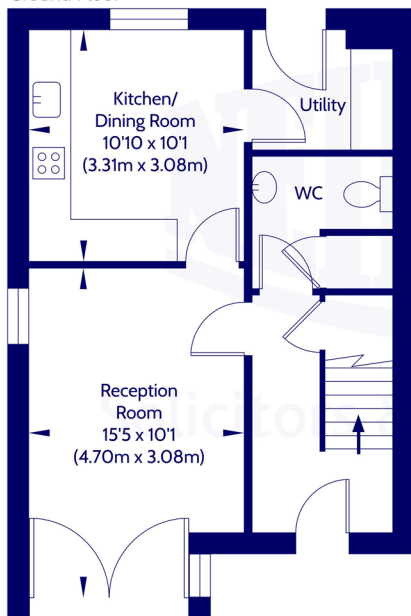 Kitchen/
Dining Room
10'10 x 10'1
(3.31m x 3.08m)
Utility
WC
Reception
Room
15'5 x 10'1
(4.70m x 3.08m)